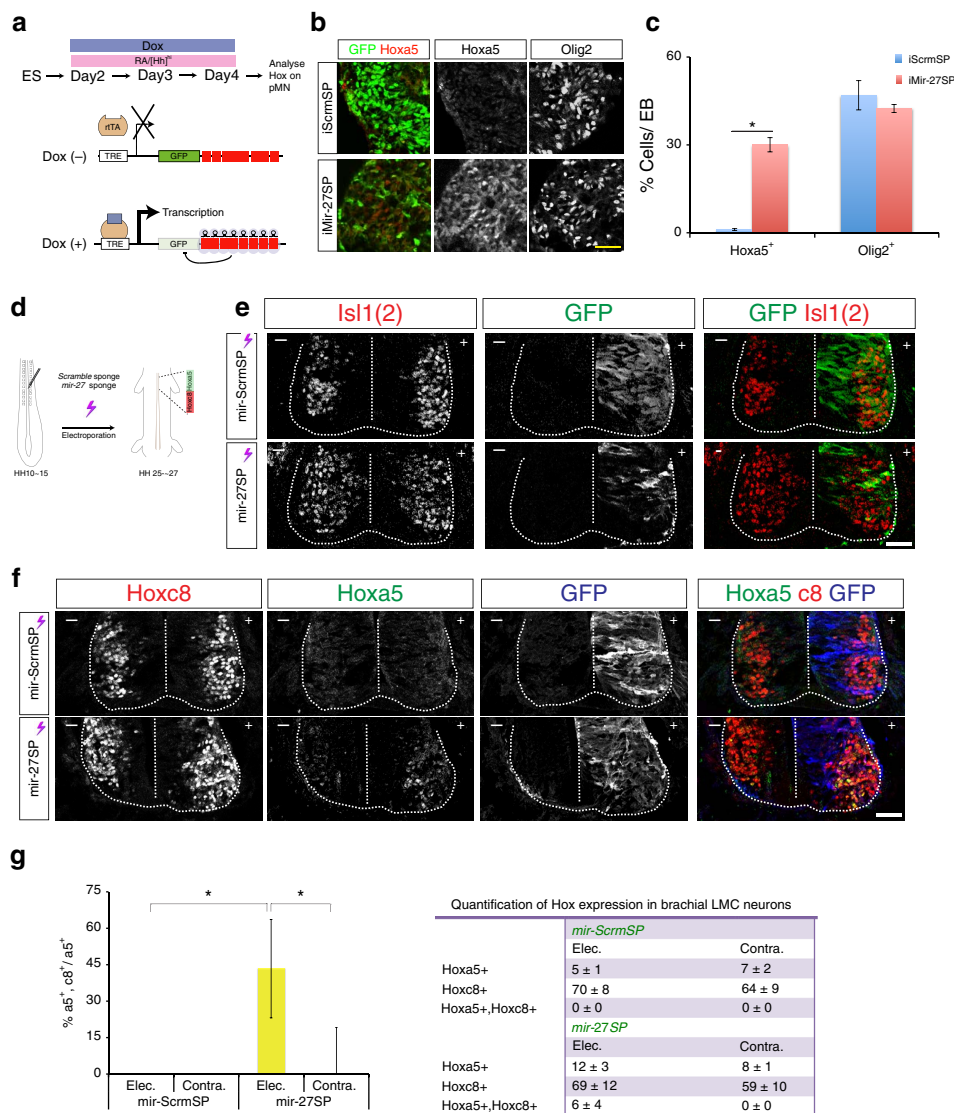 a
Dox
RA/[Hh]
ES Day2 Day3 Day4 Analyse
Hox on
pMN
rtTA
Dox (–) TRE GFP
Transcription
Dox (+) TRE GFP
b
GFP Hoxa5 Hoxa5 Olig2
iScrmSP
iMir-27SP
c
iScrmSP
iMir-27SP
60
30
0
% Cells/ EB
*
Hoxa5+ Olig2+
d
Scramble sponge
mir-27 sponge
Electroporation
HH10~15
HH 25~27
Hoxa5
Hoxc8
e
Isl1(2) GFP GFP Isl1(2)
mir-ScrmSP
– + – + – +
mir-27SP
– + – + – +
f
Hoxc8 Hoxa5 GFP Hoxa5 c8 GFP
mir-ScrmSP
– + – + – + – +
mir-27SP
– + – + – + – +
g
75
60
45
30
15
0
% a5+, c8+/ a5+
* *
Elec. Contra. Elec. Contra.
mir-ScrmSP mir-27SP
Quantification of Hox expression in brachial LMC neurons
mir-ScrmSP
Elec. Contra.
Hoxa5+ 5 ± 1 7 ± 2
Hoxc8+ 70 ± 8 64 ± 9
Hoxa5+,Hoxc8+ 0 ± 0 0 ± 0
mir-27SP
Elec. Contra.
Hoxa5+ 12 ± 3 8 ± 1
Hoxc8+ 69 ± 12 59 ± 10
Hoxa5+,Hoxc8+ 6 ± 4 0 ± 0